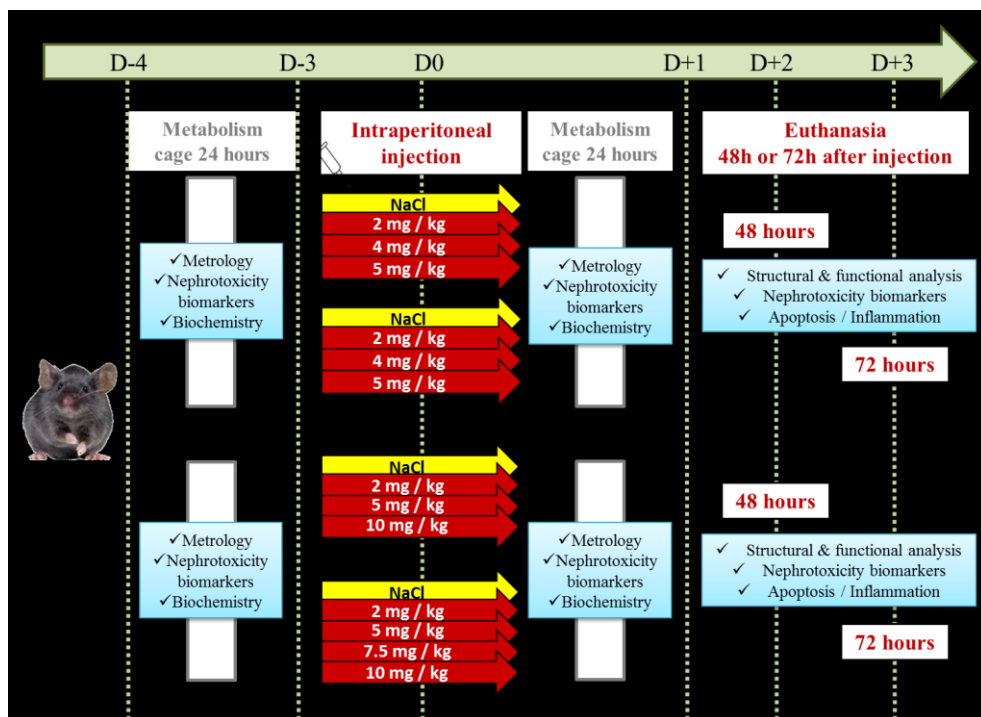 D-4 D-3 D0 D+1 D+2 D+3
Metabolism
cage 24 hours
Intraperitoneal
injection
Metabolism
cage 24 hours
Euthanasia
48h or 72h after injection
NaCl
2 mg / kg
4 mg / kg
5 mg / kg
NaCl
2 mg / kg
4 mg / kg
5 mg / kg
✓Metrology
✓Nephrotoxicity
biomarkers
✓Biochemistry
✓Metrology
✓Nephrotoxicity
biomarkers
✓Biochemistry
48 hours
✓ Structural & functional analysis
✓ Nephrotoxicity biomarkers
✓ Apoptosis / Inflammation
72 hours
NaCl
2 mg / kg
5 mg / kg
10 mg / kg
NaCl
2 mg / kg
5 mg / kg
7.5 mg / kg
10 mg / kg
✓Metrology
✓Nephrotoxicity
biomarkers
✓Biochemistry
✓Metrology
✓Nephrotoxicity
biomarkers
✓Biochemistry
48 hours
✓ Structural & functional analysis
✓ Nephrotoxicity biomarkers
✓ Apoptosis / Inflammation
72 hours